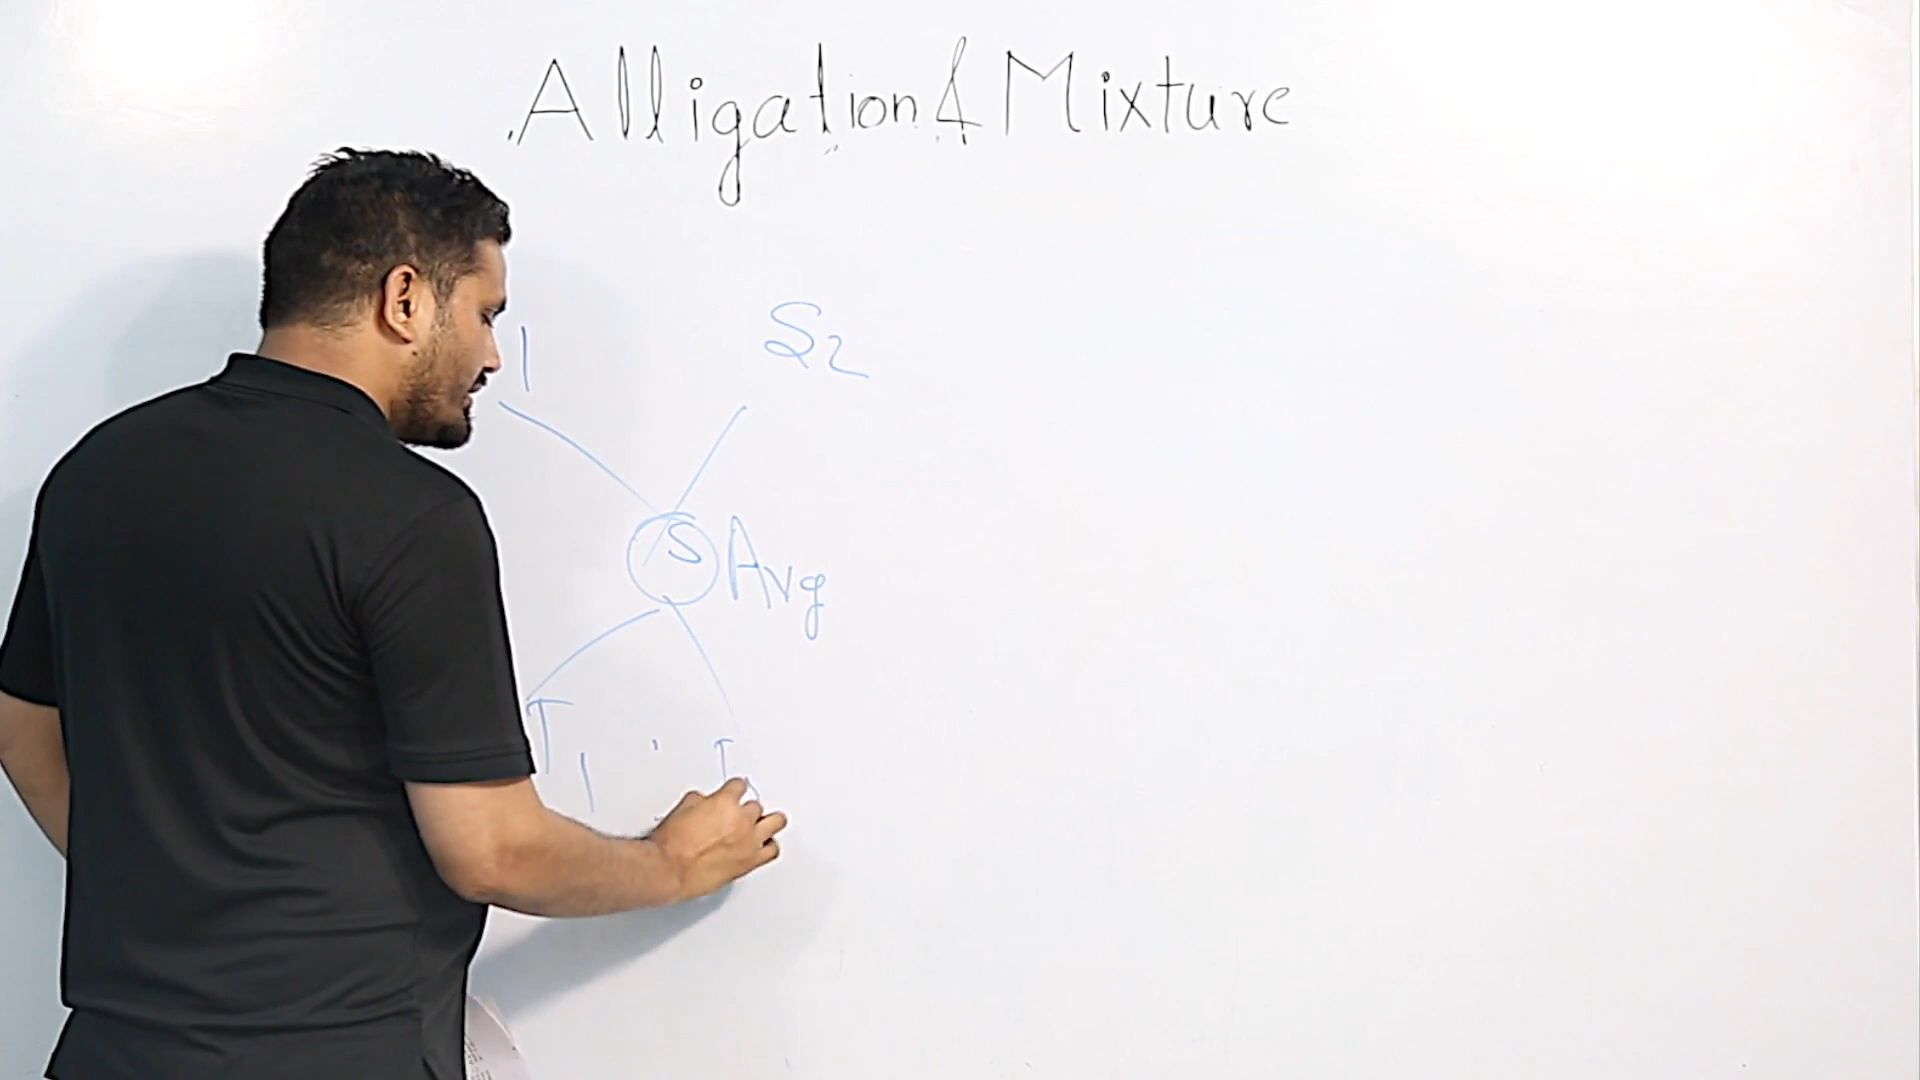 Alligation & Mixture
1 S2
S Avg
T1 : T